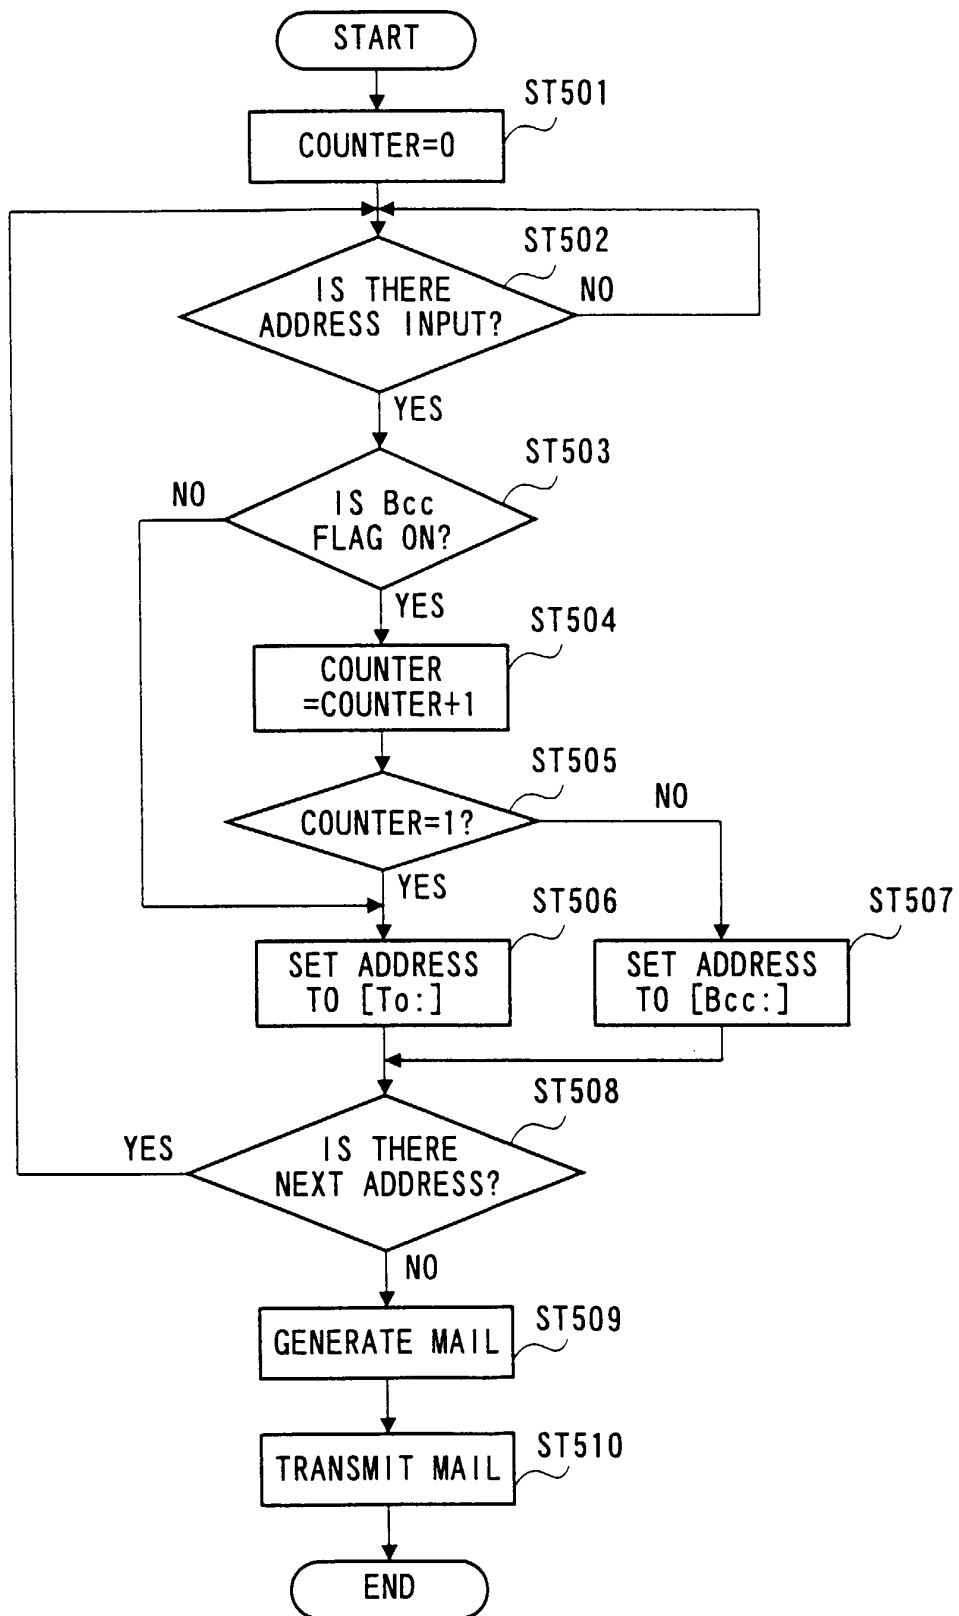 START
ST501
COUNTER=0
ST502
IS THERE
ADDRESS INPUT?
NO
YES
ST503
NO
IS Bcc
FLAG ON?
YES
ST504
COUNTER
=COUNTER+1
ST505
COUNTER=1?
NO
YES
ST506
ST507
SET ADDRESS
TO [To:]
SET ADDRESS
TO [Bcc:]
ST508
YES
IS THERE
NEXT ADDRESS?
NO
ST509
GENERATE MAIL
ST510
TRANSMIT MAIL
END